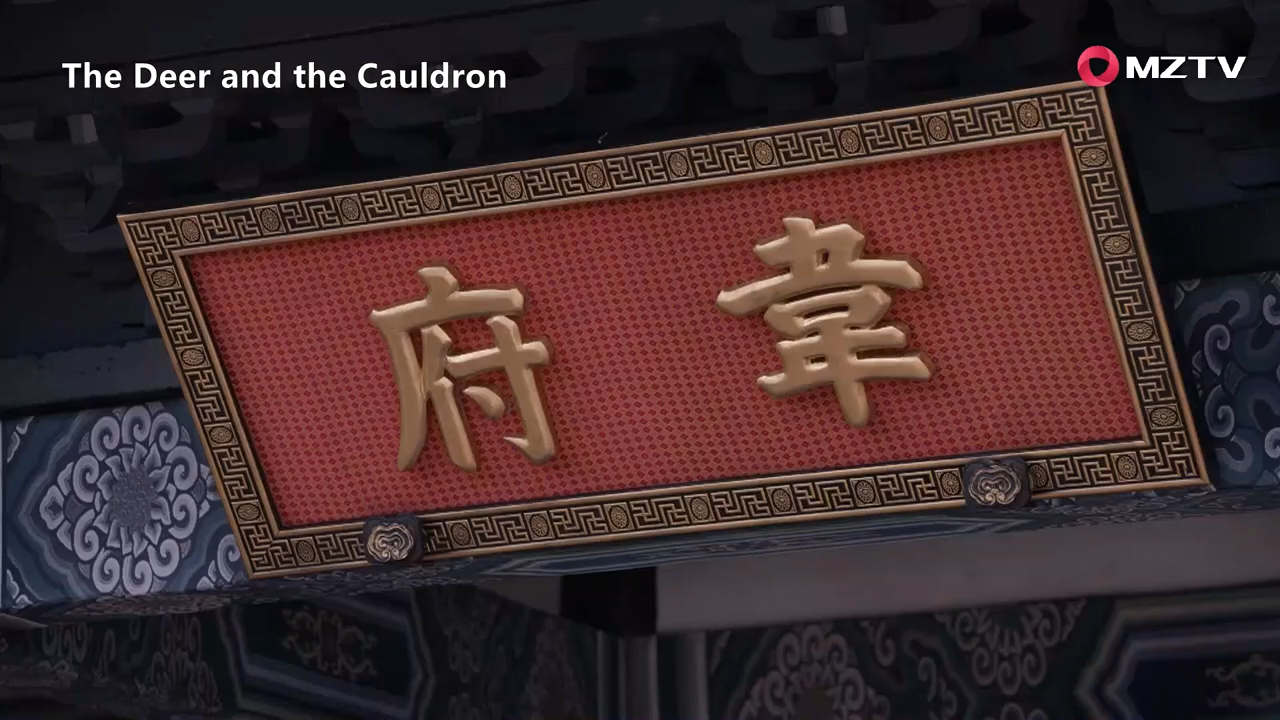 The Deer and the Cauldron
MZTV
韋府